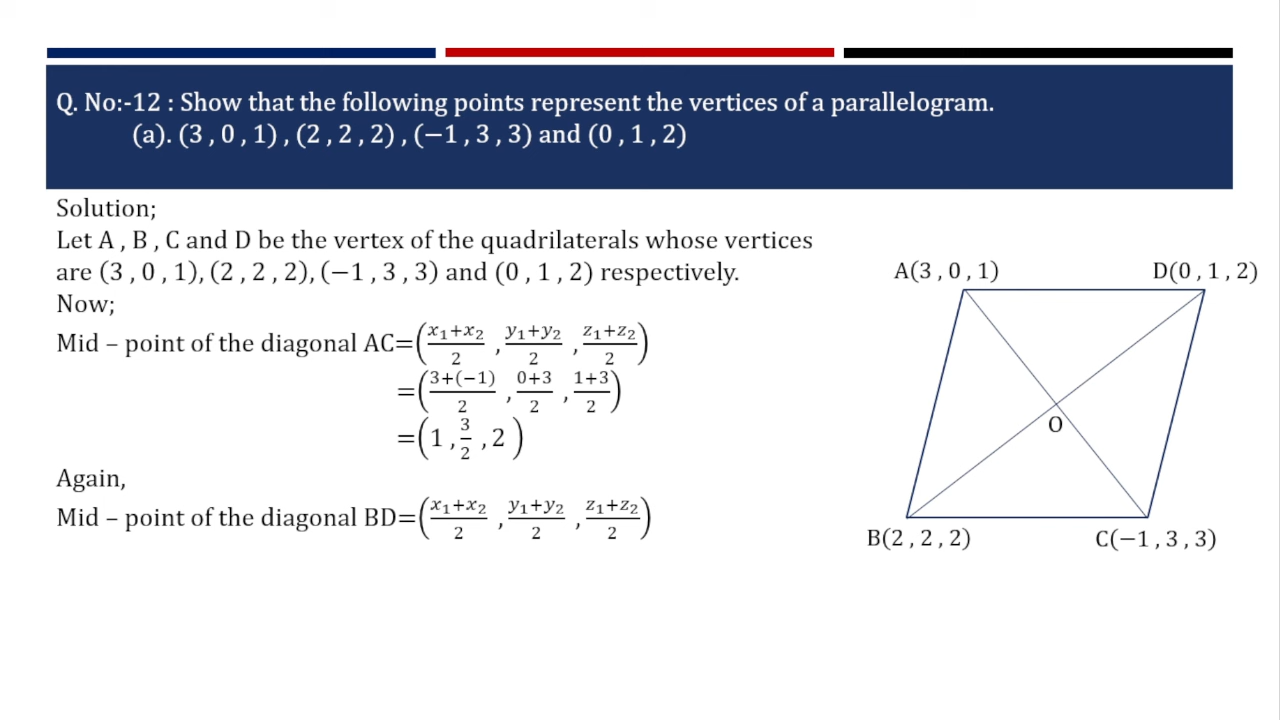 Q. No:-12 : Show that the following points represent the vertices of a parallelogram.
(a). (3 , 0 , 1) , (2 , 2 , 2) , (−1 , 3 , 3) and (0 , 1 , 2)
Solution;
Let A , B , C and D be the vertex of the quadrilaterals whose vertices
are (3 , 0 , 1), (2 , 2 , 2), (−1 , 3 , 3) and (0 , 1 , 2) respectively.
Now;
Mid – point of the diagonal AC=(x₁+x₂/2 , y₁+y₂/2 , z₁+z₂/2)
=(3+(−1)/2 , 0+3/2 , 1+3/2)
=(1 , 3/2 , 2 )
Again,
Mid – point of the diagonal BD=(x₁+x₂/2 , y₁+y₂/2 , z₁+z₂/2)
A(3 , 0 , 1)
D(0 , 1 , 2)
O
B(2 , 2 , 2)
C(−1 , 3 , 3)